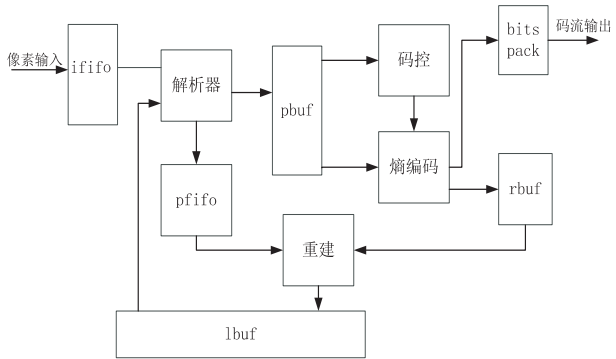 像素输入
ififo
解析器
pbuf
码控
bits
pack
码流输出
pfifo
熵编码
rbuf
重建
lbuf